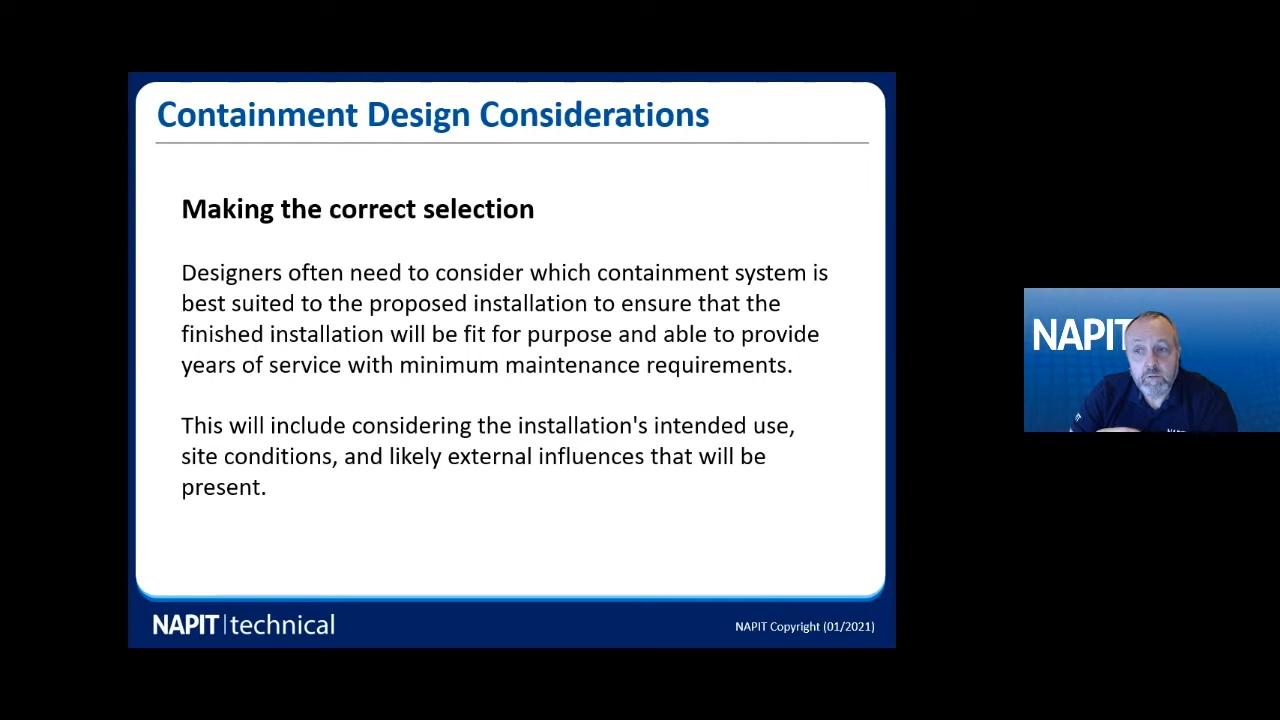 Containment Design Considerations
Making the correct selection
Designers often need to consider which containment system is
best suited to the proposed installation to ensure that the
finished installation will be fit for purpose and able to provide
years of service with minimum maintenance requirements.
This will include considering the installation's intended use,
site conditions, and likely external influences that will be
present.
NAPIT technical
NAPIT Copyright (01/2021)
NAPIT